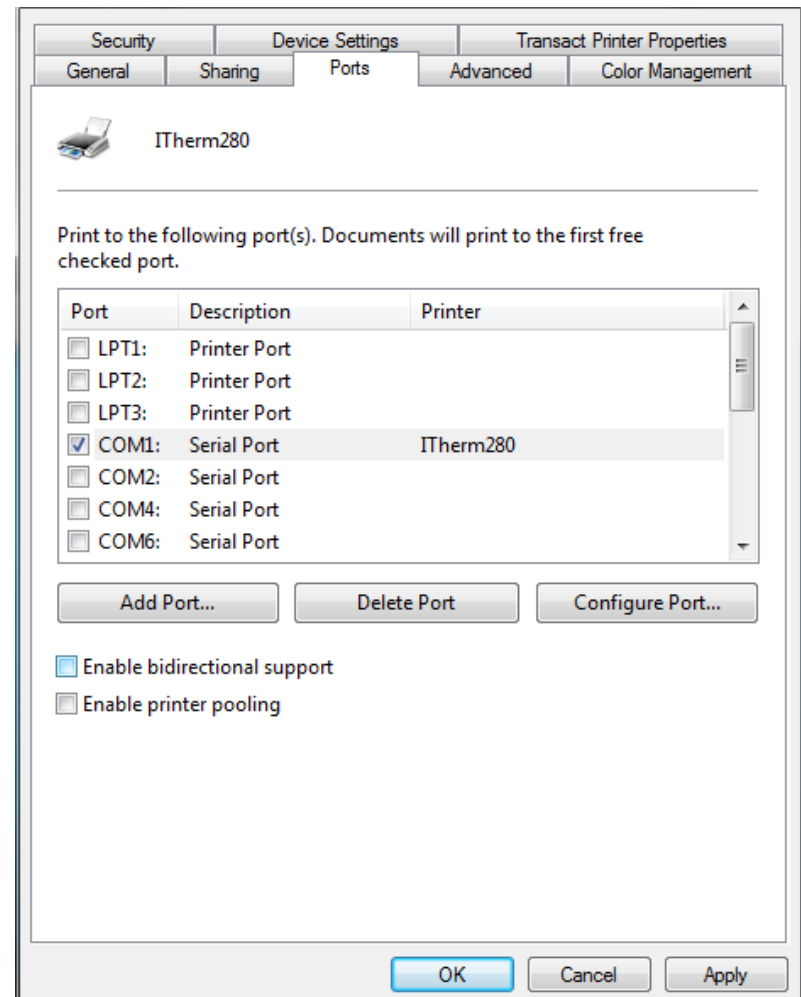 Security Device Settings Transact Printer Properties
General Sharing Ports Advanced Color Management
ITherm280
Print to the following port(s). Documents will print to the first free
checked port.
Port Description Printer
LPT1: Printer Port
LPT2: Printer Port
LPT3: Printer Port
COM1: Serial Port ITherm280
COM2: Serial Port
COM4: Serial Port
COM6: Serial Port
Add Port... Delete Port Configure Port...
Enable bidirectional support
Enable printer pooling
OK Cancel Apply